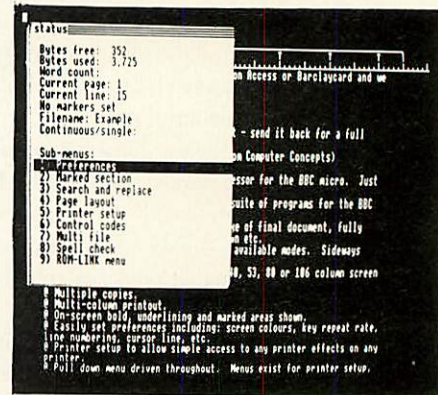 status
Bytes free: 352
Bytes used: 3,725
Word count:
Current page: 1
Current line: 15
No markers set
Filename: Example
Continuous/single:
Sub-menus:
1) Preferences
2) Marked section
3) Search and replace
4) Page layout
5) Printer setup
6) Control codes
7) Multi file
8) Spell check
9) ROM-LINK menu
on Access or Barclaycard and we
- send it back for a full
Computer Concepts)
for the BBC micro. Just
suite of programs for the BBC
of final document, fully
etc.
available modes. Sideways
53, 80 or 106 column screen
# Multiple copies.
# Multi-column printout.
# On-screen bold, underlining and marked areas shown.
# Easily set preferences including: screen colours, key repeat rate,
line numbering, cursor line, etc.
# Printer setup to allow simple access to any printer effects on any
printer.
# Pull down menu driven throughout. Menus exist for printer setup,